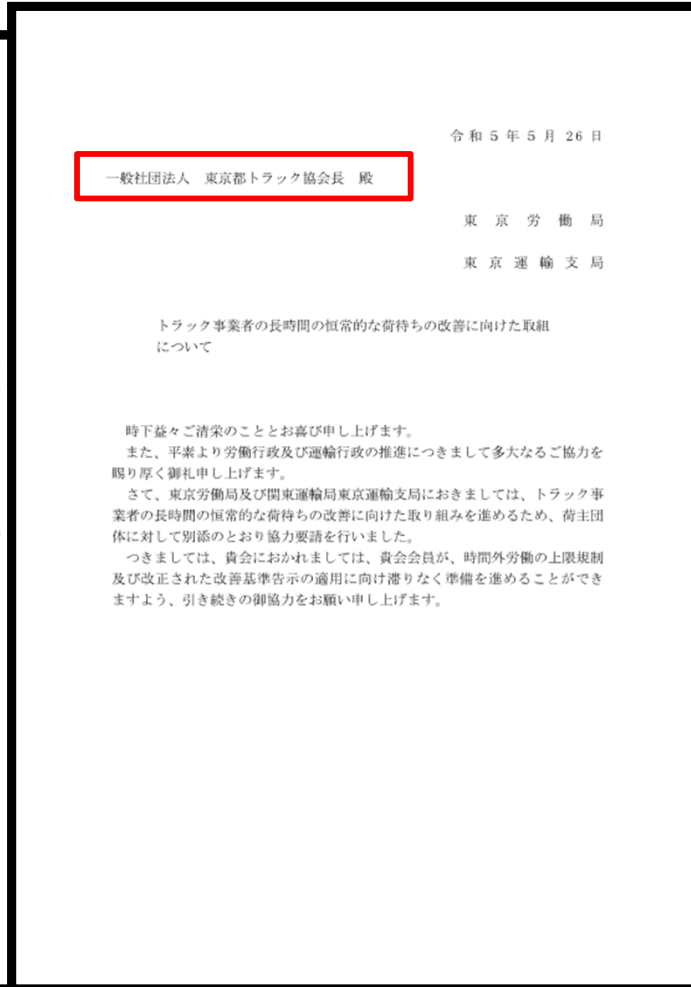 令和5年5月26日
一般社団法人　東京都トラック協会長　殿
東京労働局
東京運輸支局
トラック事業者の長時間の恒常的な荷待ちの改善に向けた取組
について
時下益々ご清栄のこととお喜び申し上げます。
また、平素より労働行政及び運輸行政の推進につきまして多大なるご協力を
賜り厚く御礼申し上げます。
さて、東京労働局及び関東運輸局東京運輸支局におきましては、トラック事
業者の長時間の恒常的な荷待ちの改善に向けた取り組みを進めるため、荷主団
体に対して別添のとおり協力要請を行いました。
つきましては、貴会におかれましては、貴会会員が、時間外労働の上限規制
及び改正された改善基準告示の適用に向け滞りなく準備を進めることができ
ますよう、引き続きの御協力をお願い申し上げます。